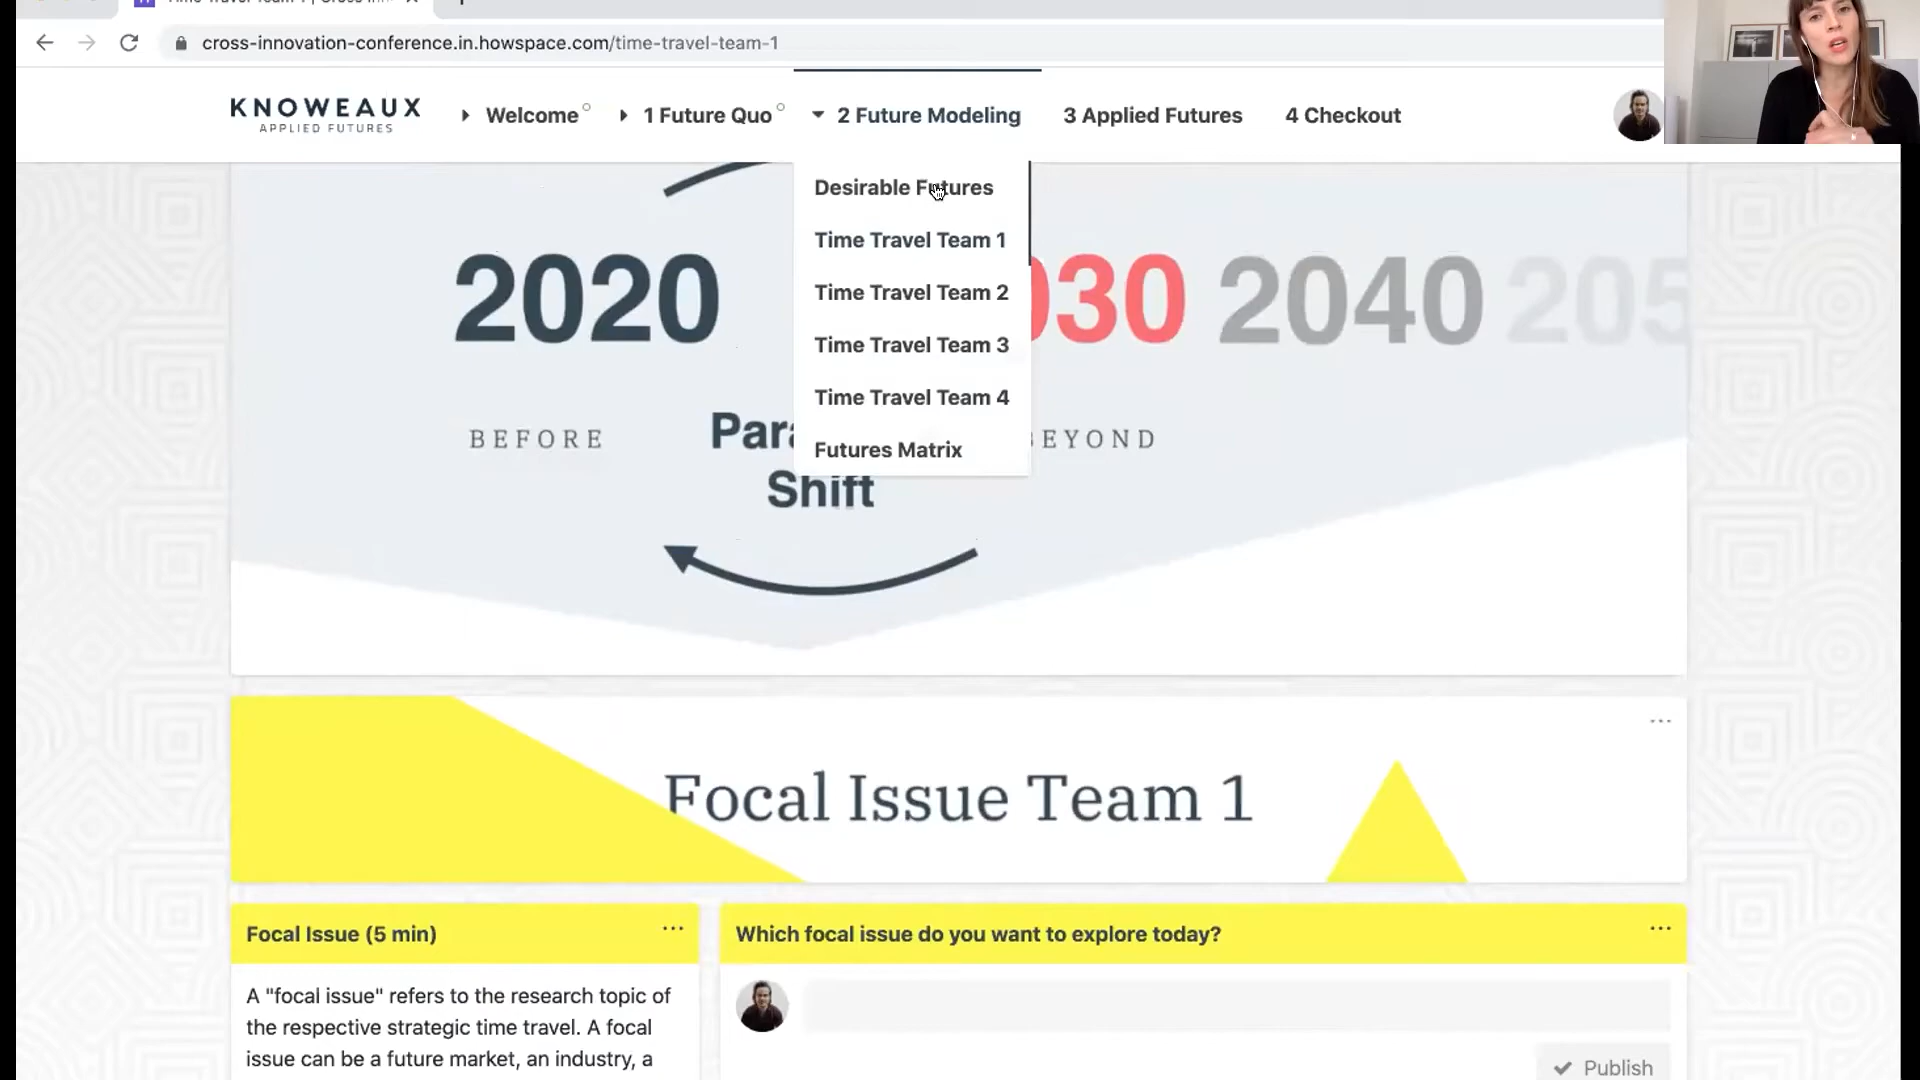 cross-innovation-conference.in.howspace.com/time-travel-team-1
KNOWEAUX
APPLIED FUTURES
Welcome
1 Future Quo
2 Future Modeling
3 Applied Futures
4 Checkout
Desirable Futures
Time Travel Team 1
Time Travel Team 2
Time Travel Team 3
Time Travel Team 4
Futures Matrix
2020
030
2040
205
BEFORE
Para
Shift
EYOND
Focal Issue Team 1
Focal Issue (5 min)
A "focal issue" refers to the research topic of
the respective strategic time travel. A focal
issue can be a future market, an industry, a
Which focal issue do you want to explore today?
Publish